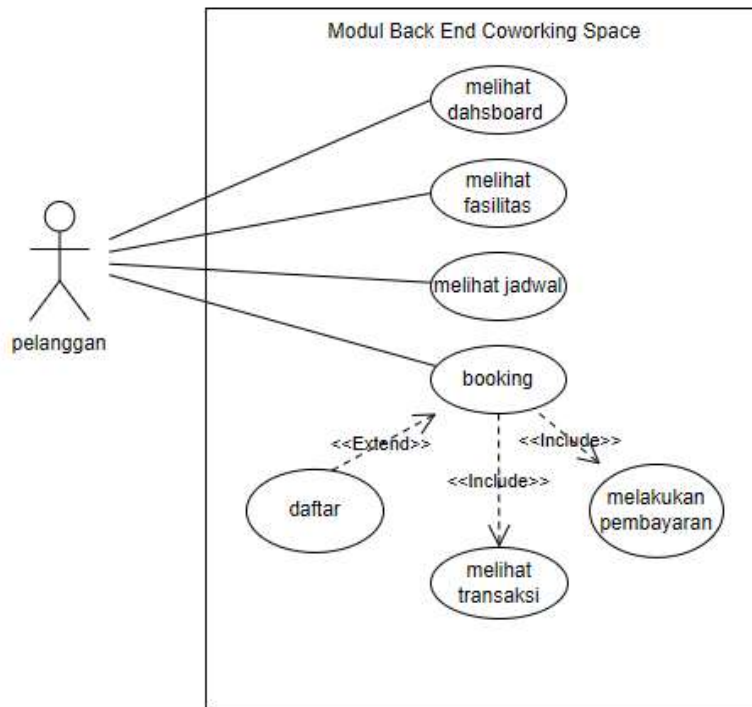 Modul Back End Coworking Space
melihat
dahsboard
melihat
fasilitas
melihat jadwal
pelanggan
booking
<<Extend>>
<<Include>>
<<Include>>
daftar
melakukan
pembayaran
melihat
transaksi